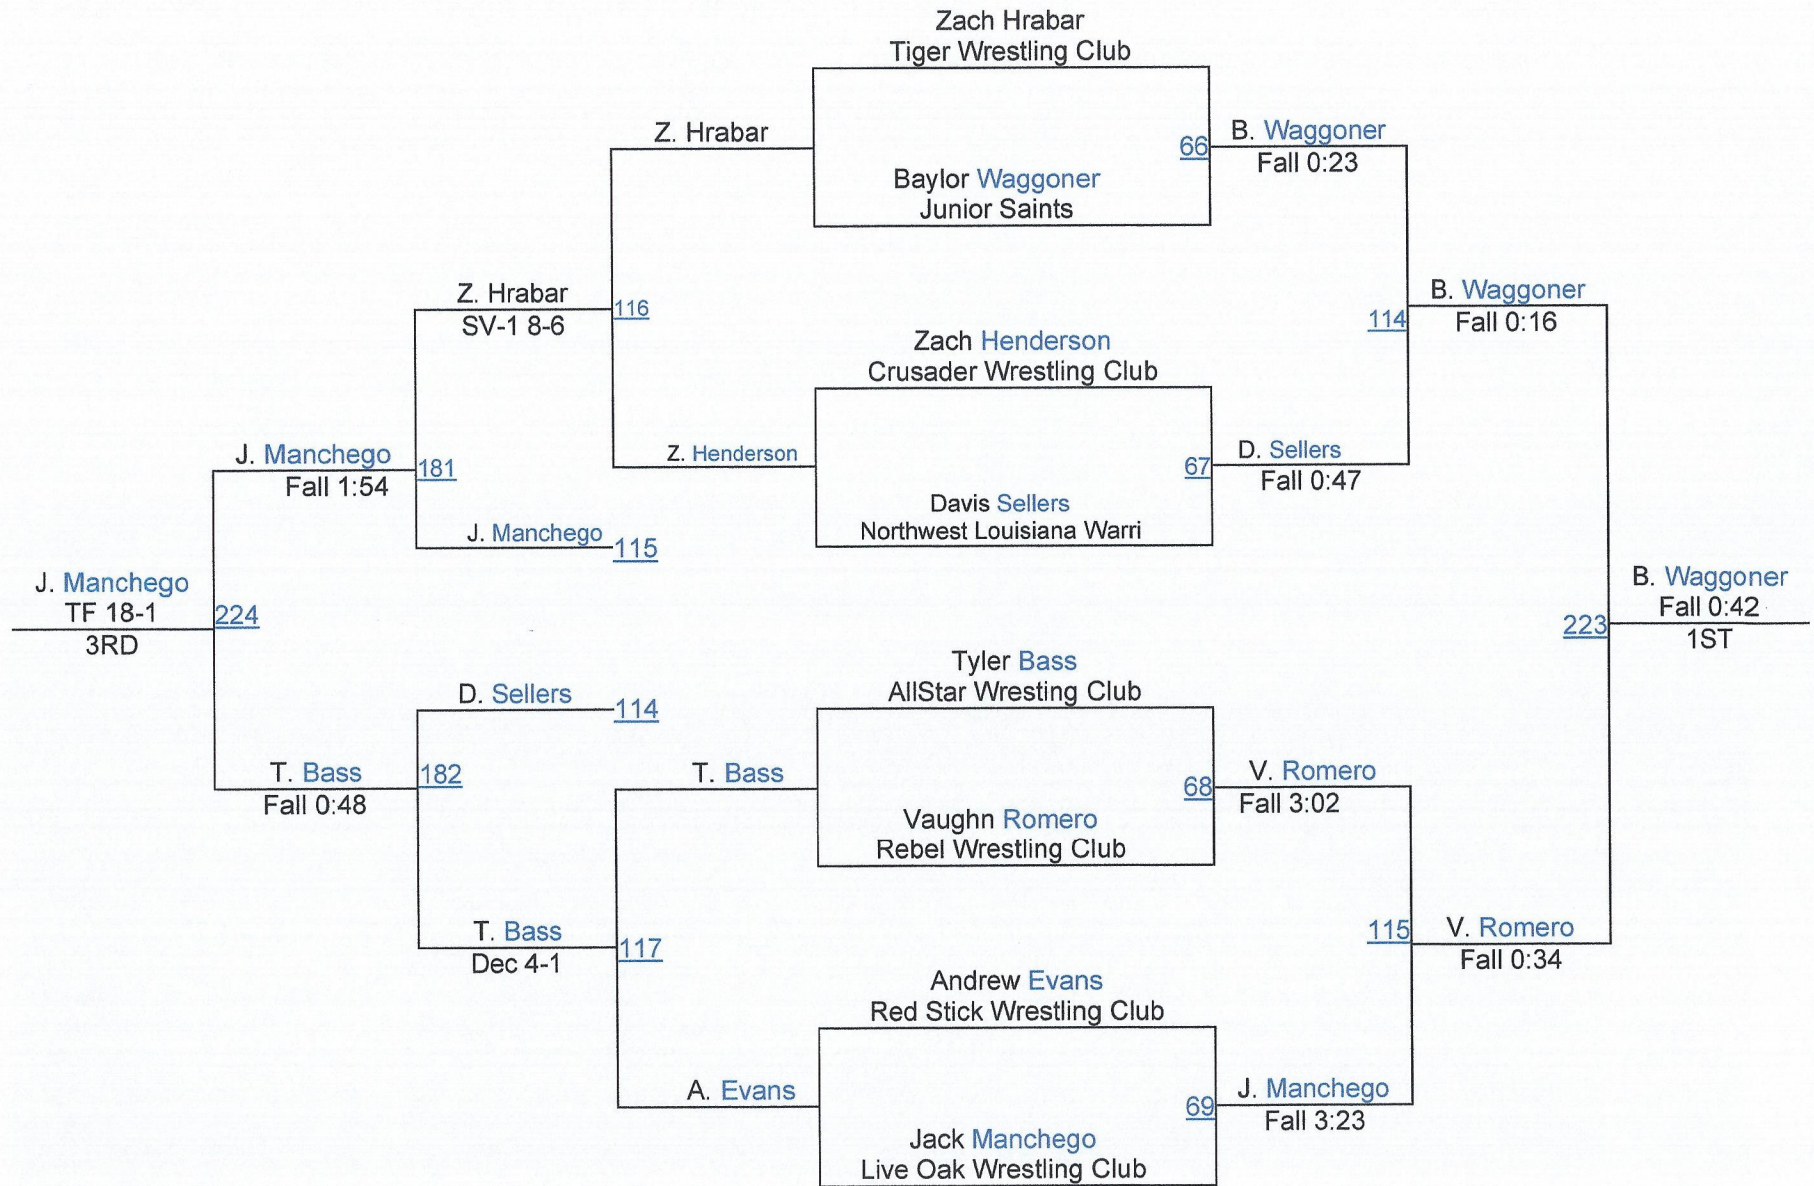 Zach Hrabar
Tiger Wrestling Club
Z. Hrabar
66
B. Waggoner
Fall 0:23
Baylor Waggoner
Junior Saints
Z. Hrabar
SV-1 8-6
116
B. Waggoner
Fall 0:16
114
Zach Henderson
Crusader Wrestling Club
J. Manchego
Fall 1:54
181
Z. Henderson
67
D. Sellers
Fall 0:47
Davis Sellers
Northwest Louisiana Warri
J. Manchego
115
J. Manchego
TF 18-1
3RD
224
223
B. Waggoner
Fall 0:42
1ST
Tyler Bass
AllStar Wresting Club
D. Sellers
114
T. Bass
Fall 0:48
182
T. Bass
68
V. Romero
Fall 3:02
Vaughn Romero
Rebel Wrestling Club
T. Bass
Dec 4-1
117
115
V. Romero
Fall 0:34
Andrew Evans
Red Stick Wrestling Club
A. Evans
69
J. Manchego
Fall 3:23
Jack Manchego
Live Oak Wrestling Club